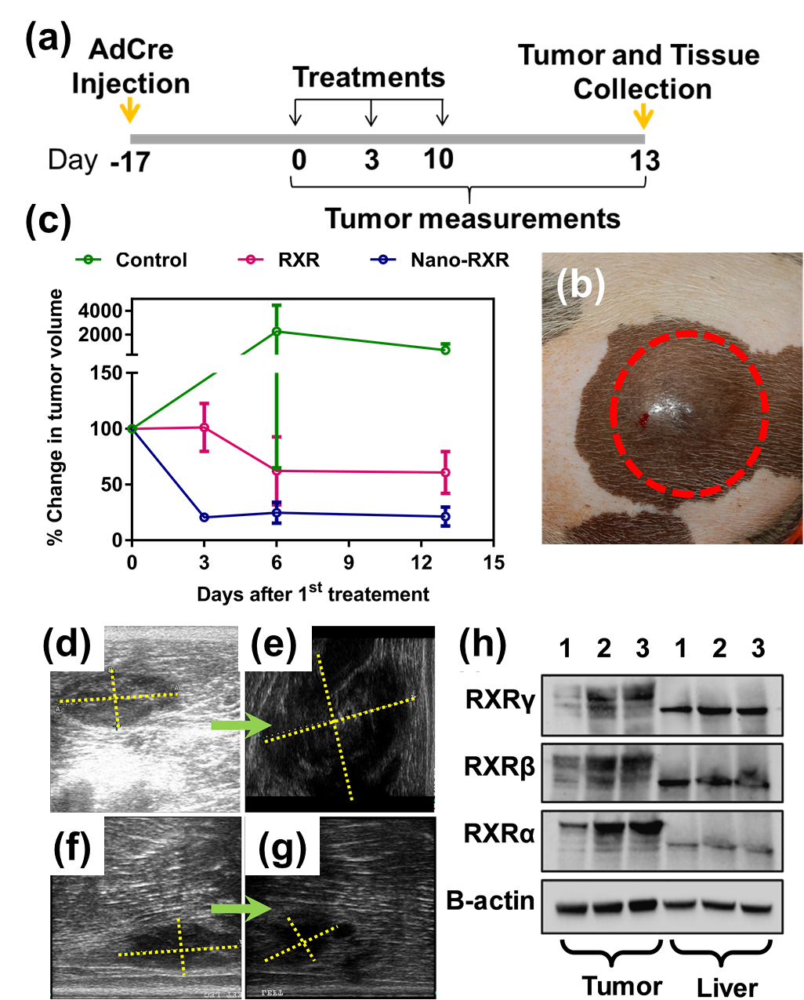 (a)
AdCre
Injection
Treatments
Tumor and Tissue
Collection
Day -17 0 3 10 13
Tumor measurements
(c)
Control RXR Nano-RXR
% Change in tumor volume
4000
2000
150
100
50
0
0 3 6 9 12 15
Days after 1st treatement
(b)
(d)
B
A
A
(e)
(f)
(g)
(h)
1 2 3 1 2 3
RXRγ
RXRβ
RXRα
B-actin
Tumor Liver